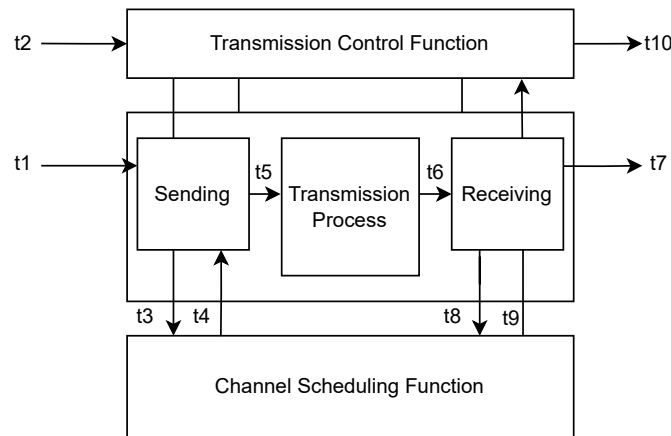 t2
Transmission Control Function
t10
t1
Sending
t5
Transmission
Process
t6
Receiving
t7
t3
t4
t8
t9
Channel Scheduling Function